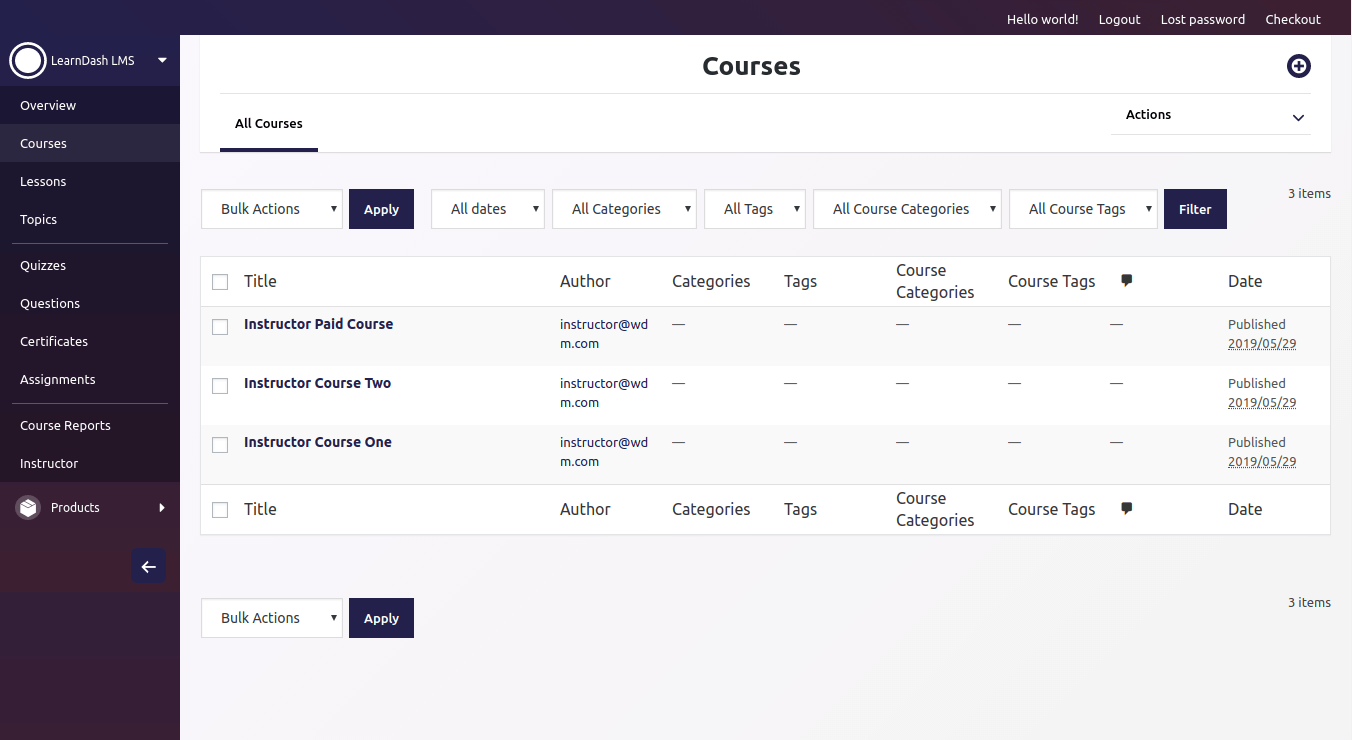 Hello world! Logout Lost password Checkout
LearnDash LMS
Overview
Courses
Lessons
Topics
Quizzes
Questions
Certificates
Assignments
Course Reports
Instructor
Products
Courses
All Courses
Actions
Bulk Actions Apply All dates All Categories All Tags All Course Categories All Course Tags Filter
3 items
Title Author Categories Tags Course Categories Course Tags Date
Instructor Paid Course instructor@wd — — — — — Published
m.com 2019/05/29
Instructor Course Two instructor@wd — — — — — Published
m.com 2019/05/29
Instructor Course One instructor@wd — — — — — Published
m.com 2019/05/29
Title Author Categories Tags Course Categories Course Tags Date
Bulk Actions Apply
3 items